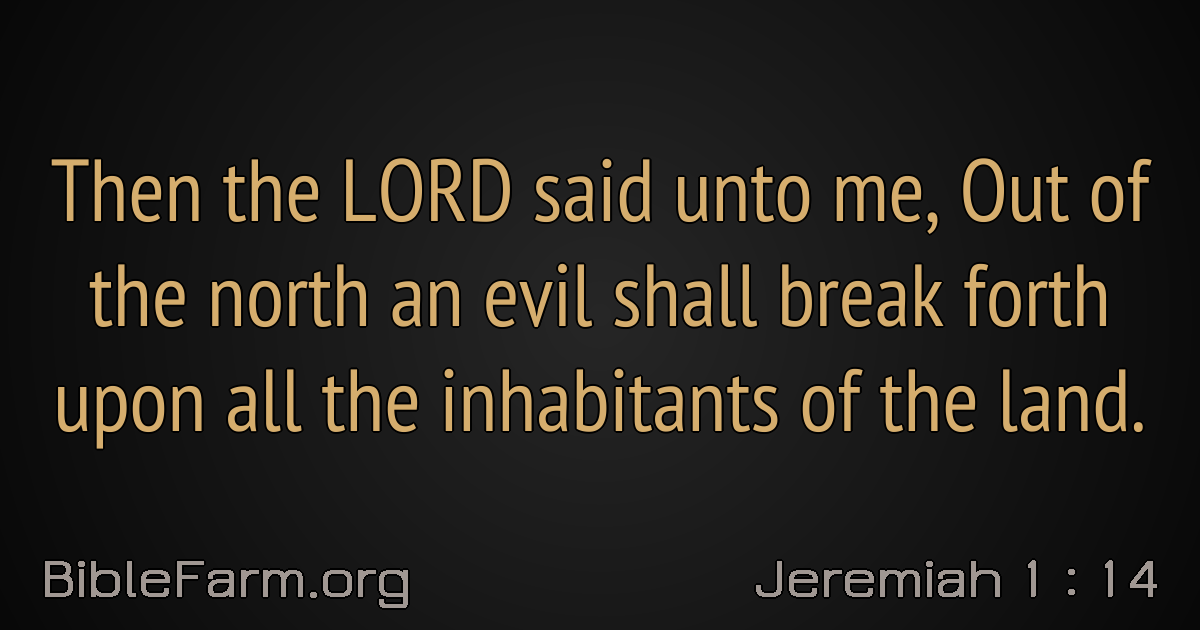 Then the LORD said unto me, Out of
the north an evil shall break forth
upon all the inhabitants of the land.
BibleFarm.org
Jeremiah 1 : 14